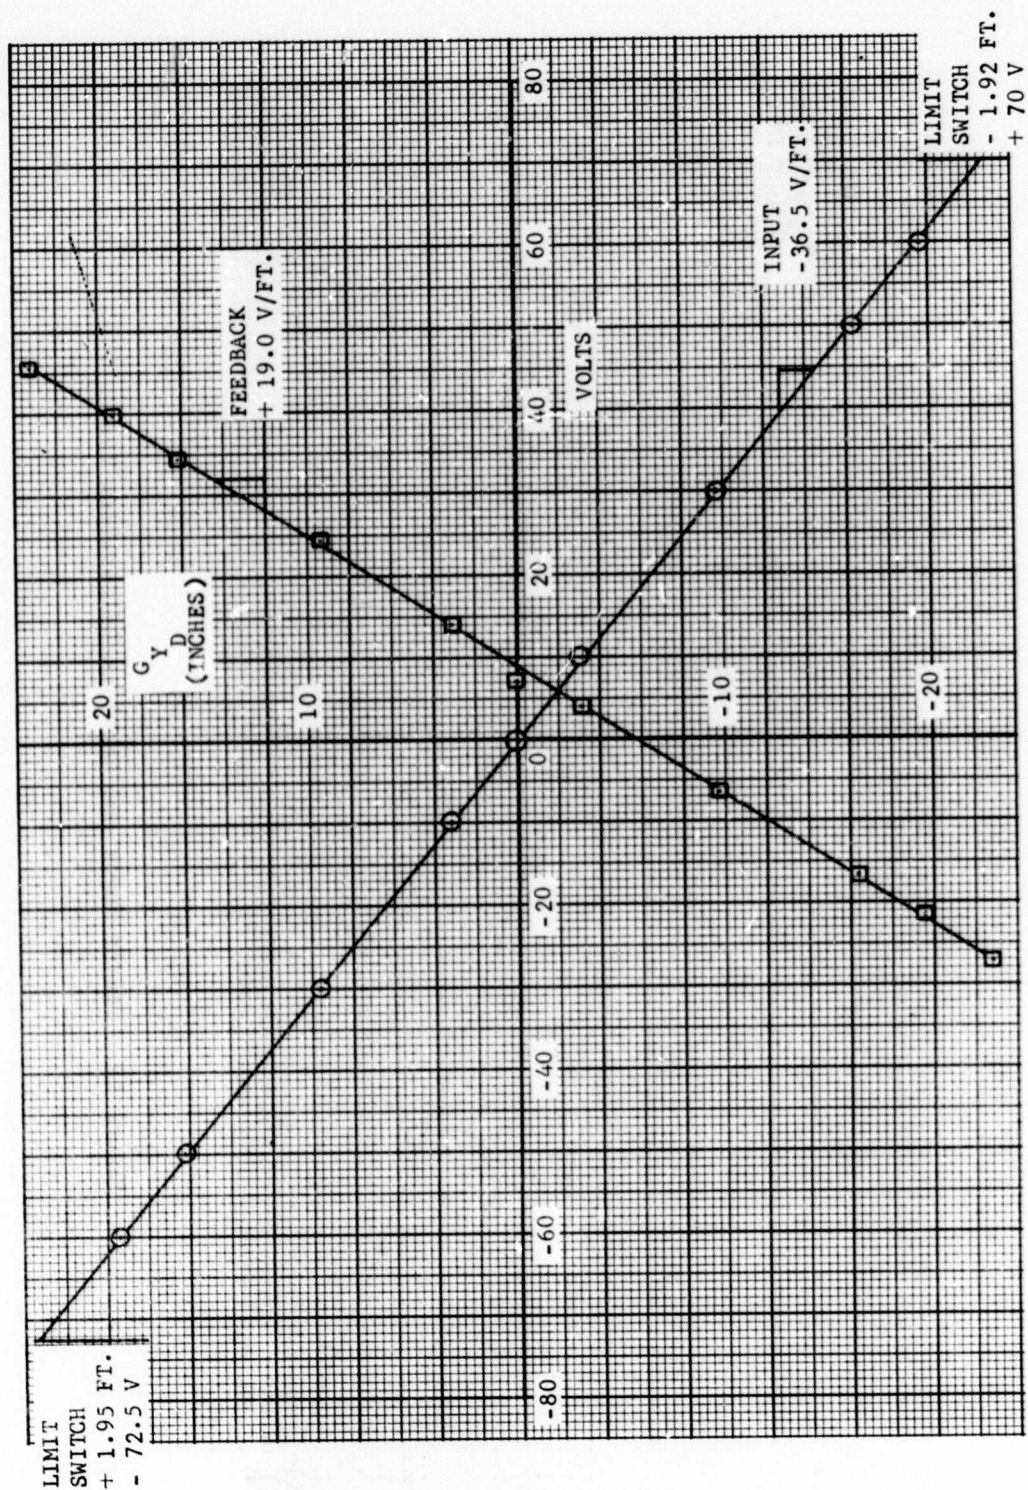 LIMIT
SWITCH
+ 1.95 FT.
- 72.5 V
G
Y
D
(INCHES)
20
10
-10
-20
FEEDBACK
+ 19.0 V/FT.
-80
-60
-40
-20
0
20
40
60
80
VOLTS
INPUT
-36.5 V/FT.
LIMIT
SWITCH
- 1.92 FT.
+ 70 V